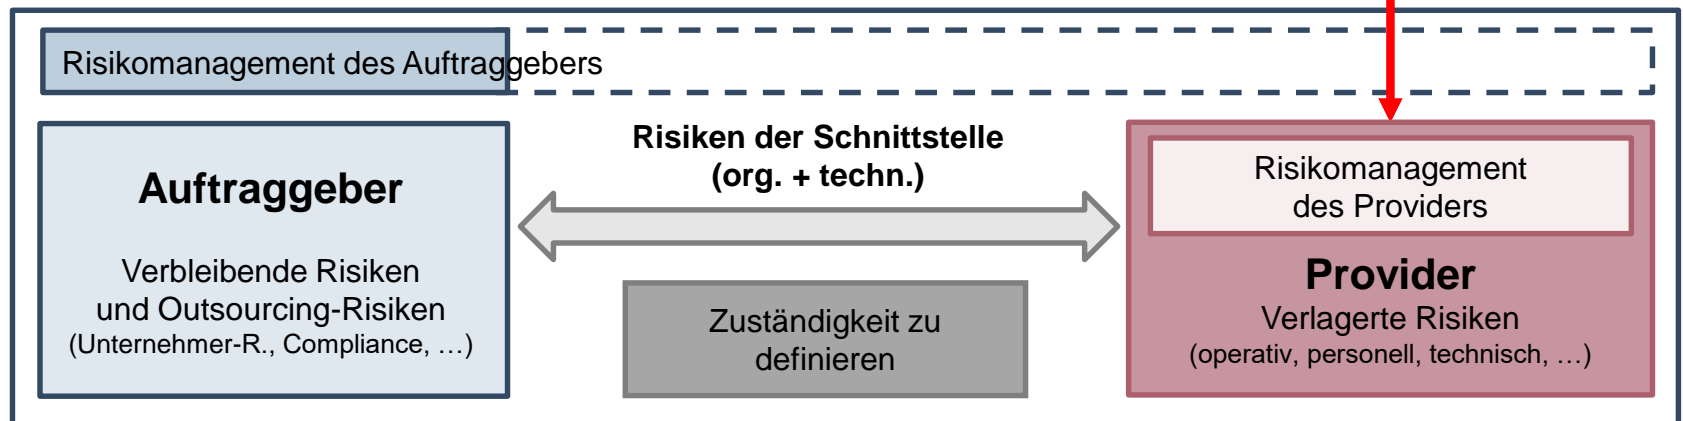 Risikomanagement des Auftraggebers
Auftraggeber
Verbleibende Risiken
und Outsourcing-Risiken
(Unternehmer-R., Compliance, …)
Risiken der Schnittstelle
(org. + techn.)
Zuständigkeit zu
definieren
Risikomanagement
des Providers
Provider
Verlagerte Risiken
(operativ, personell, technisch, …)